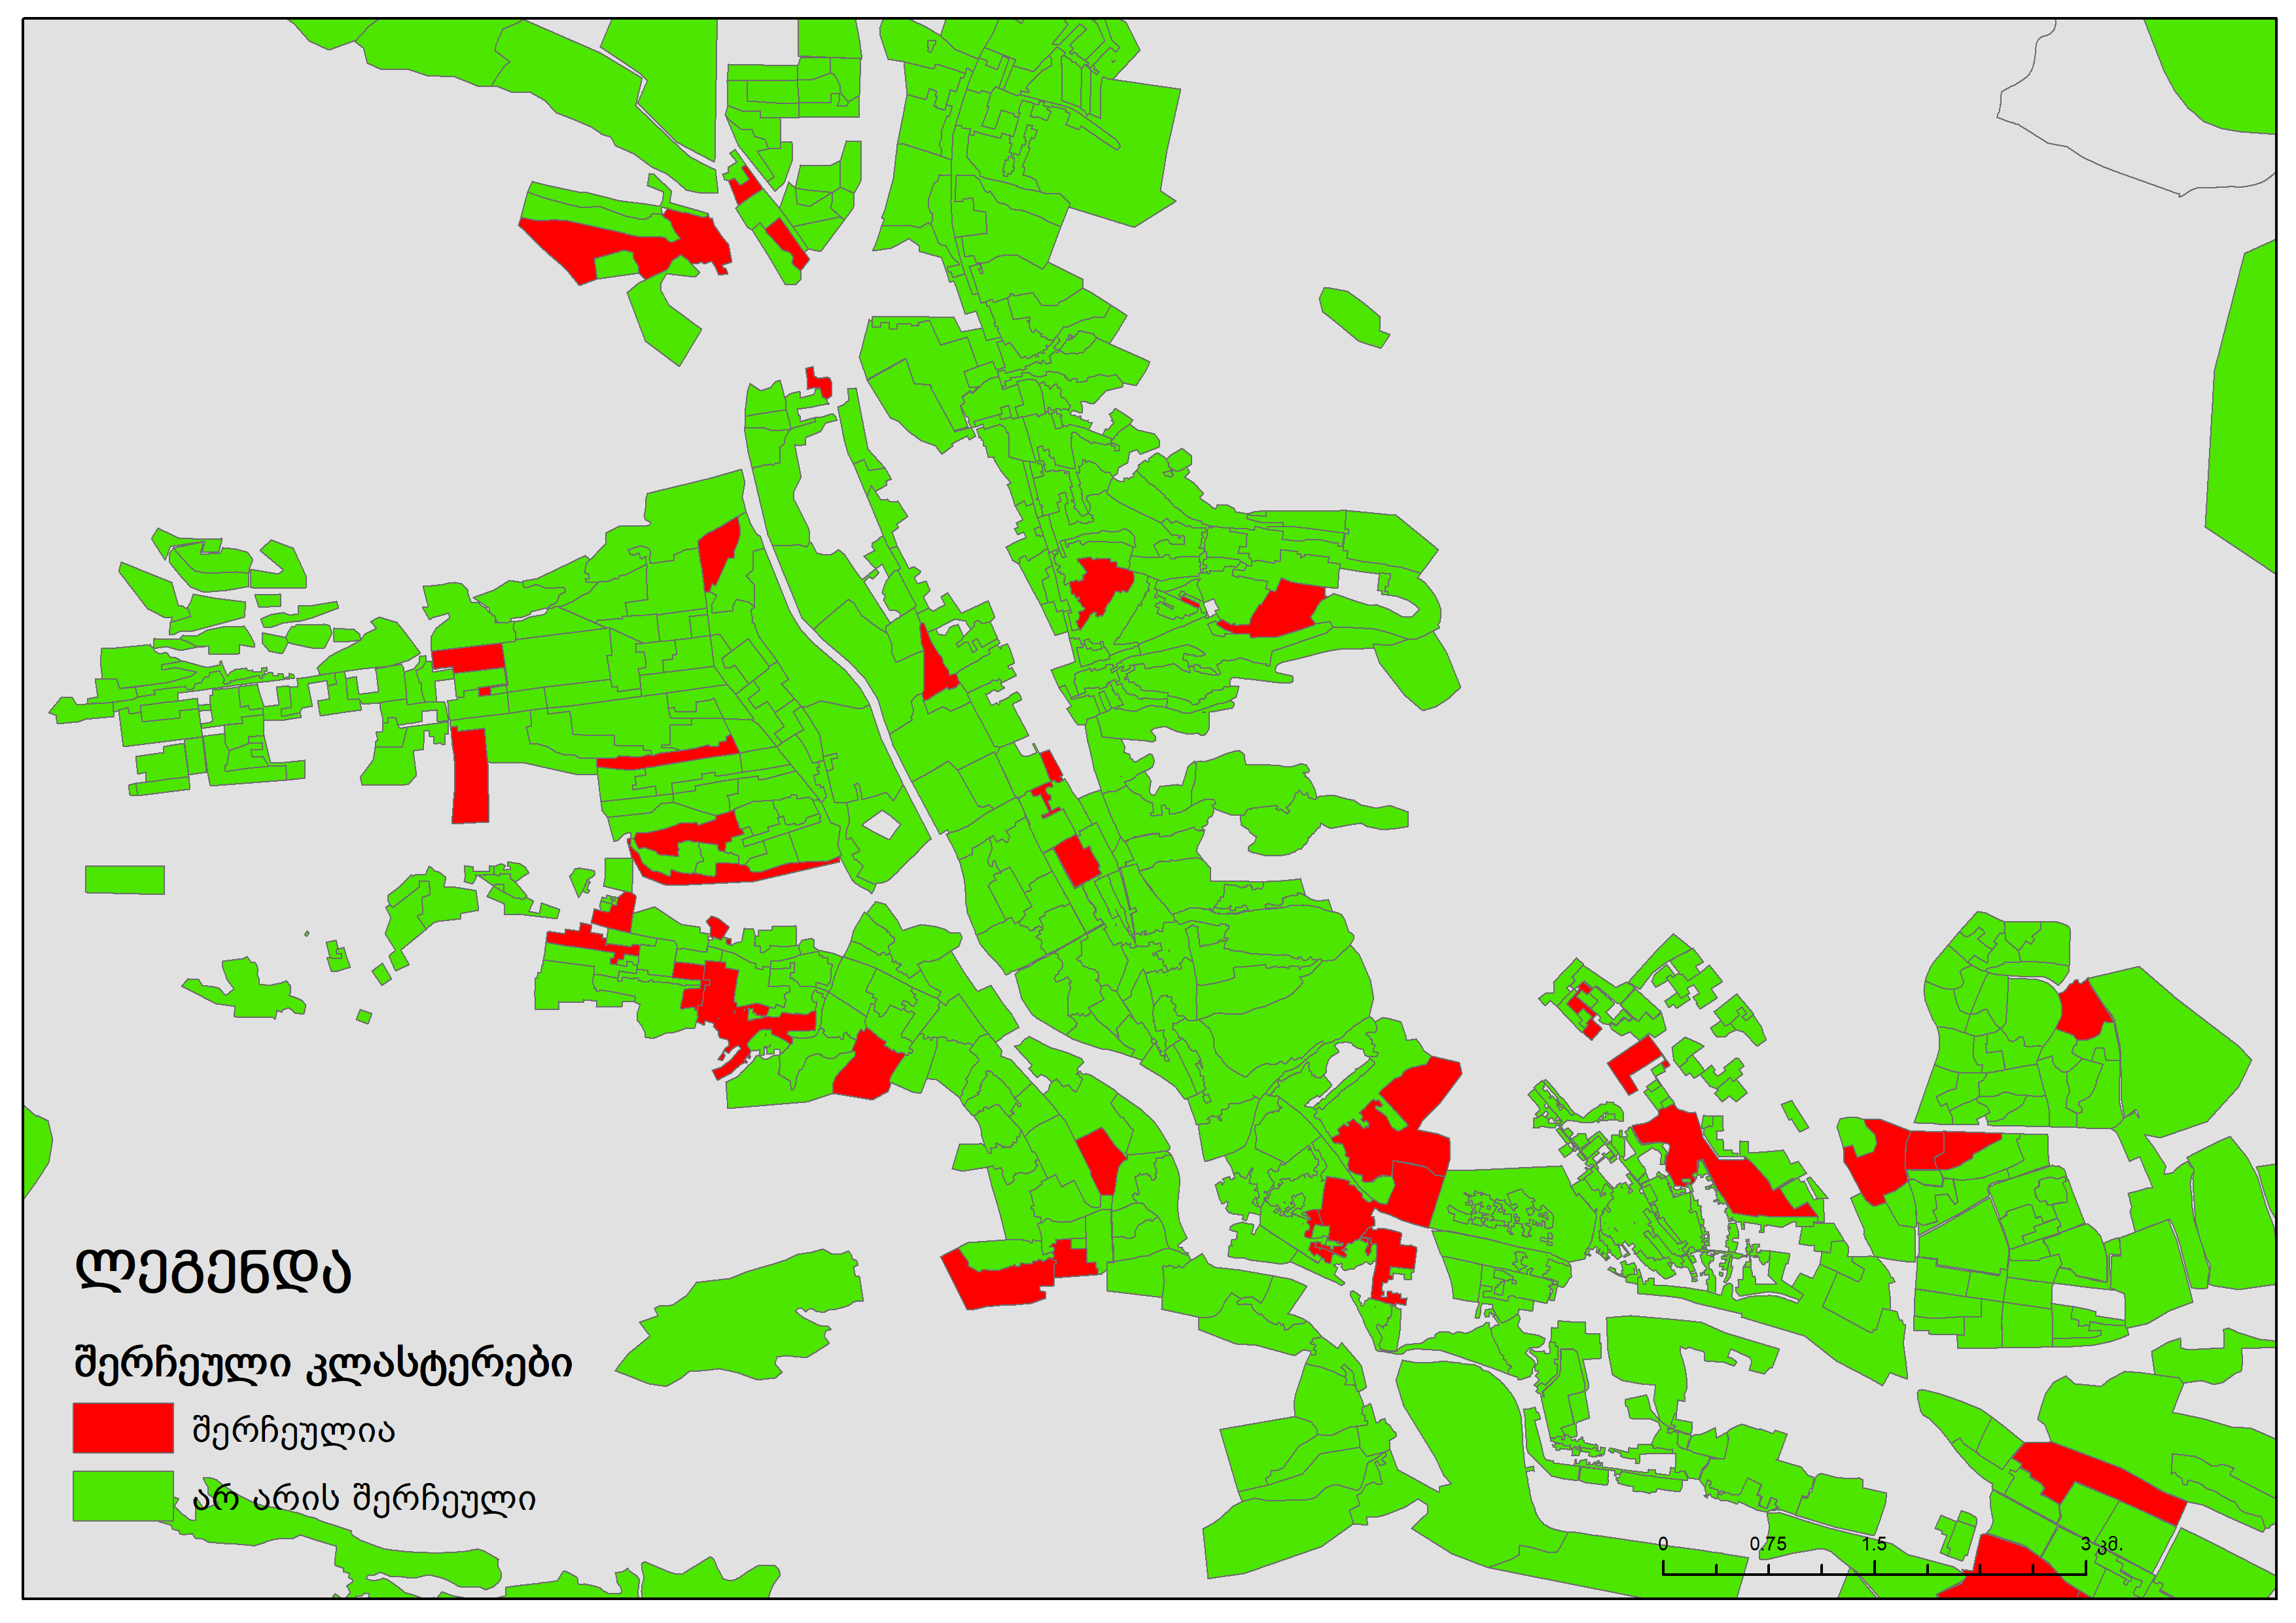 ლეგენდა
შერჩეული კლასტერები
შერჩეულია
არ არის შერჩეული
0 0.75 1.5 3 კმ.